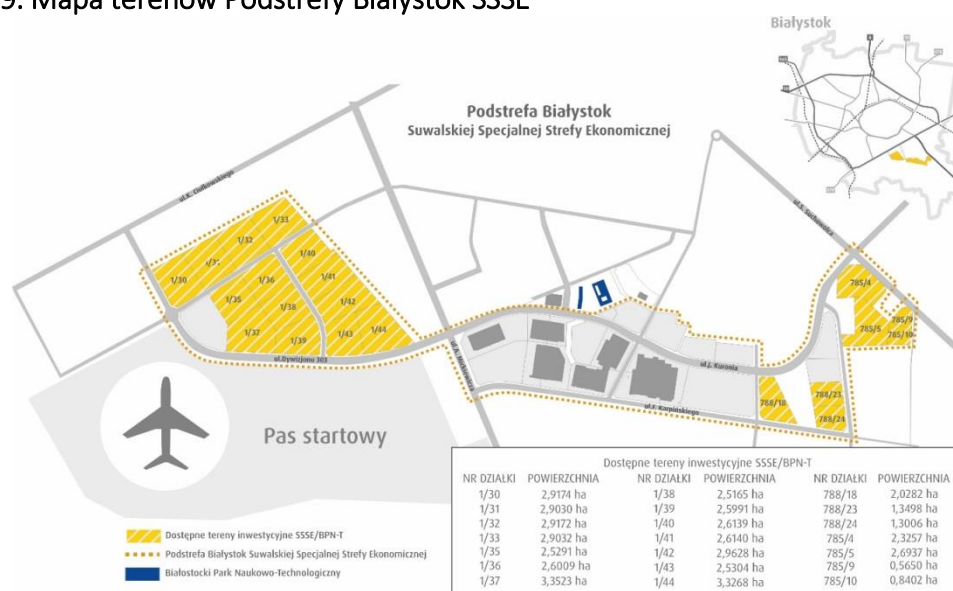 9. Mapa terenów Podstrefy Białystok SSSE
Białystok
Podstrefa Białystok
Suwalskiej Specjalnej Strefy Ekonomicznej
ul.K. Ciołkowskiego
ul.S. Suchowolca
1/33
1/32
1/31
1/30
1/40
1/41
1/42
1/36
1/35
1/38
1/37
1/39
1/43
1/44
785/4
785/9
785/5
785/10
ul.Dywizjonu 303
ul.A. Mickiewicza
ul.J. Kuronia
ul.F. Karpińskiego
788/18
788/23
788/24
Pas startowy
Dostępne tereny inwestycyjne SSSE/BPN-T
NR DZIAŁKI POWIERZCHNIA NR DZIAŁKI POWIERZCHNIA NR DZIAŁKI POWIERZCHNIA
1/30 2,9174 ha 1/38 2,5165 ha 788/18 2,0282 ha
1/31 2,9030 ha 1/39 2,5991 ha 788/23 1,3498 ha
1/32 2,9172 ha 1/40 2,6139 ha 788/24 1,3006 ha
1/33 2,9032 ha 1/41 2,6140 ha 785/4 2,3257 ha
1/35 2,5291 ha 1/42 2,9628 ha 785/5 2,6937 ha
1/36 2,6009 ha 1/43 2,5304 ha 785/9 0,5650 ha
1/37 3,3523 ha 1/44 3,3268 ha 785/10 0,8402 ha
Dostępne tereny inwestycyjne SSSE/BPN-T
Podstrefa Białystok Suwalskiej Specjalnej Strefy Ekonomicznej
Białostocki Park Naukowo-Technologiczny